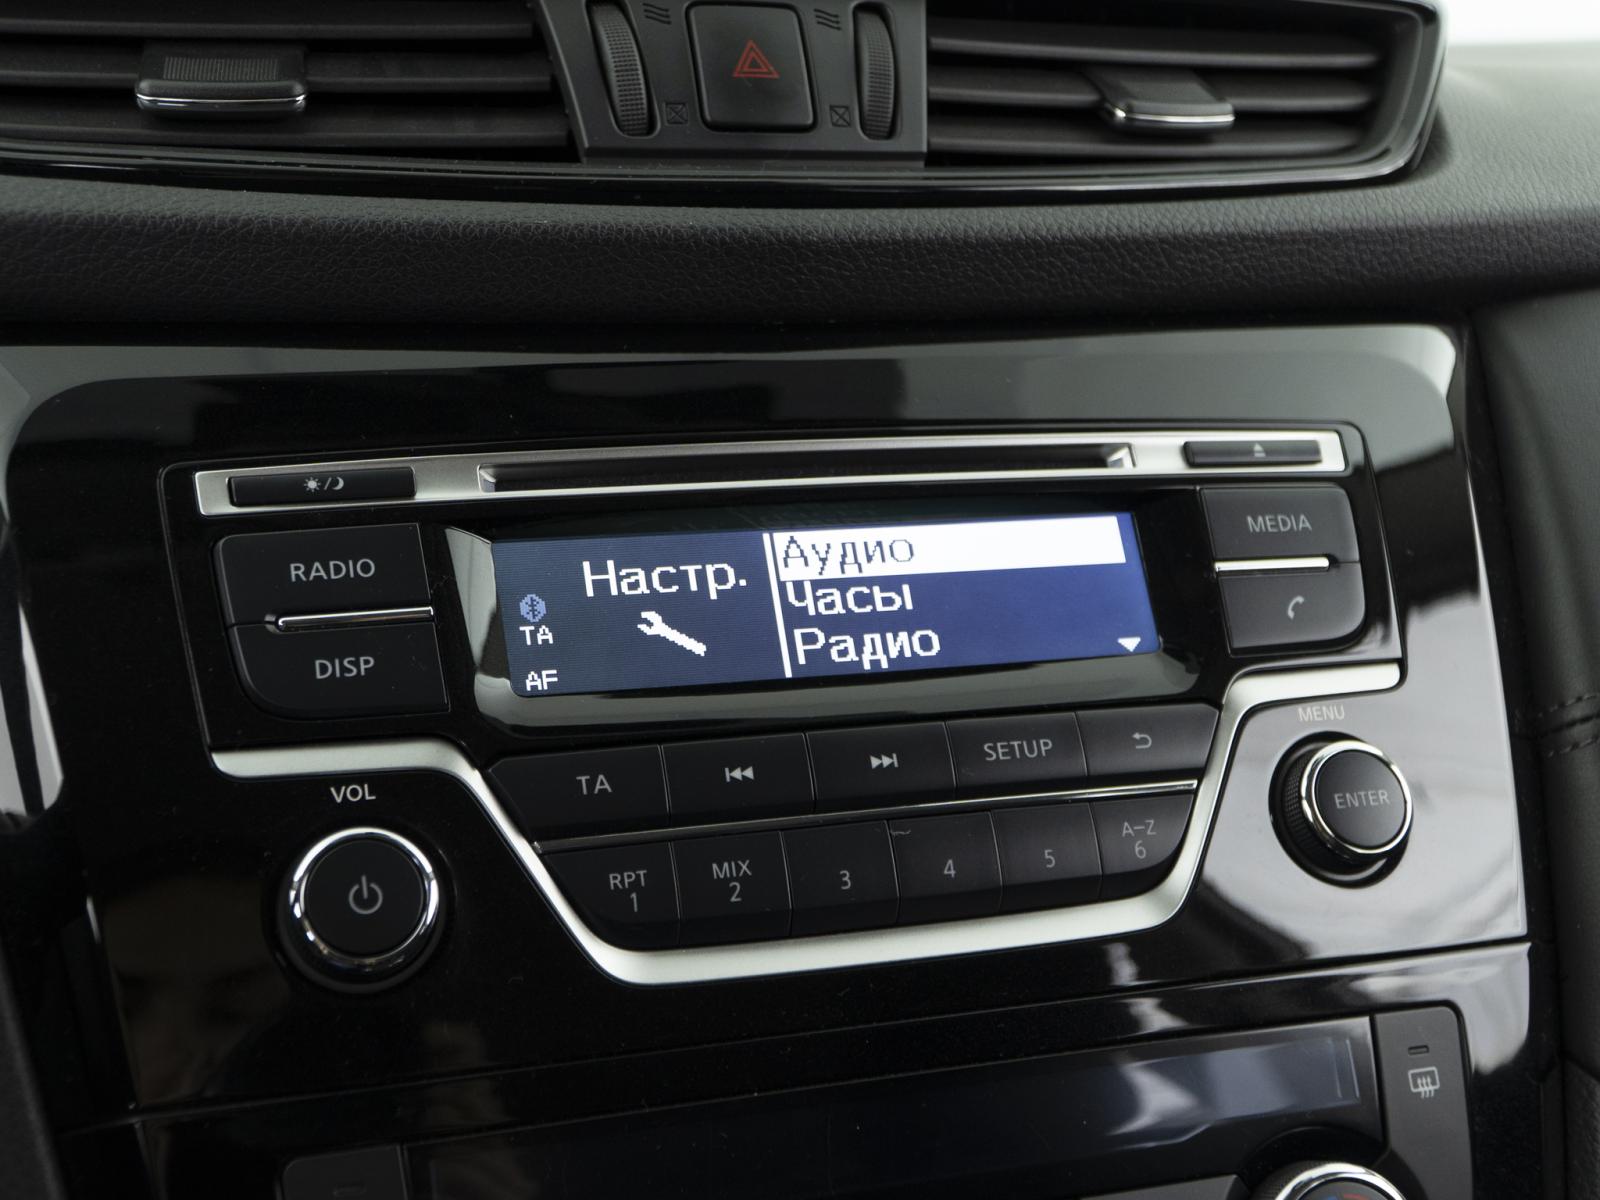 RADIO
DISP
Настр.
TA
AF
Аудио
Часы
Радио
MEDIA
MENU
ENTER
VOL
TA
SETUP
RPT
1
MIX
2
3
4
5
A–Z
6